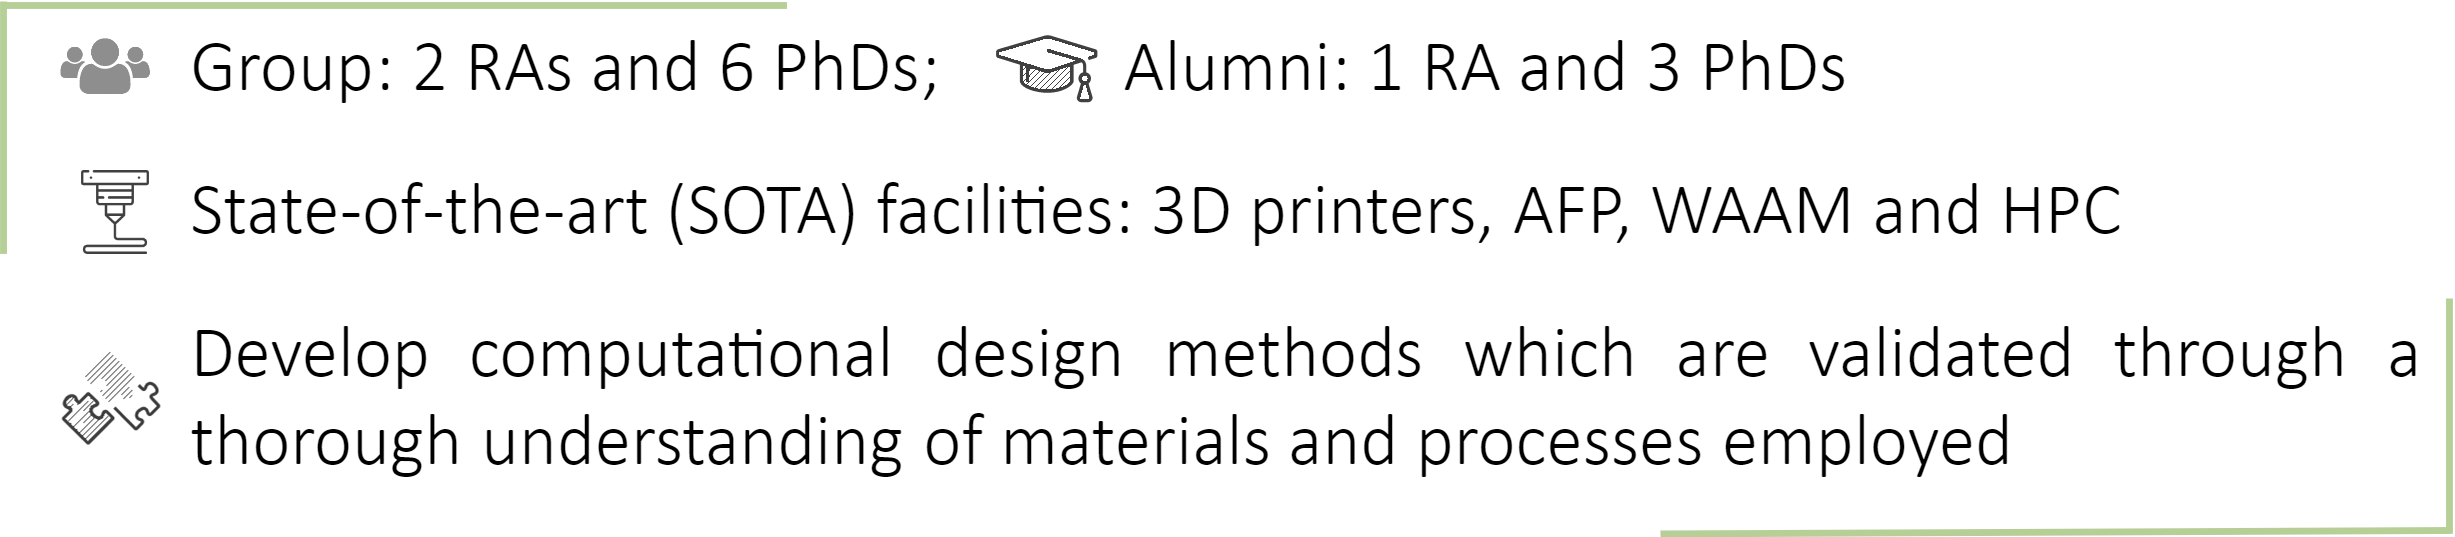 Group: 2 RAs and 6 PhDs; Alumni: 1 RA and 3 PhDs
State-of-the-art (SOTA) facilities: 3D printers, AFP, WAAM and HPC
Develop computational design methods which are validated through a
thorough understanding of materials and processes employed